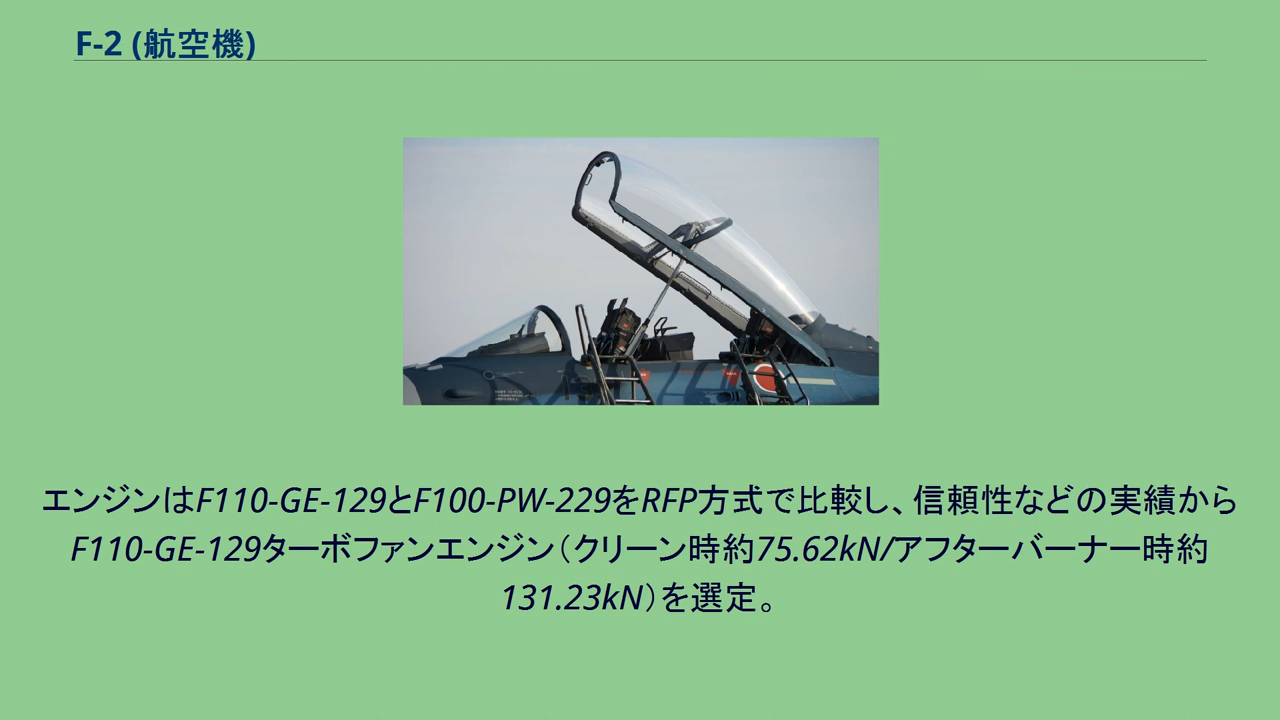 F-2 (航空機)
エンジンはF110-GE-129とF100-PW-229をRFP方式で比較し、信頼性などの実績から
F110-GE-129ターボファンエンジン（クリーン時約75.62kN/アフターバーナー時約
131.23kN）を選定。